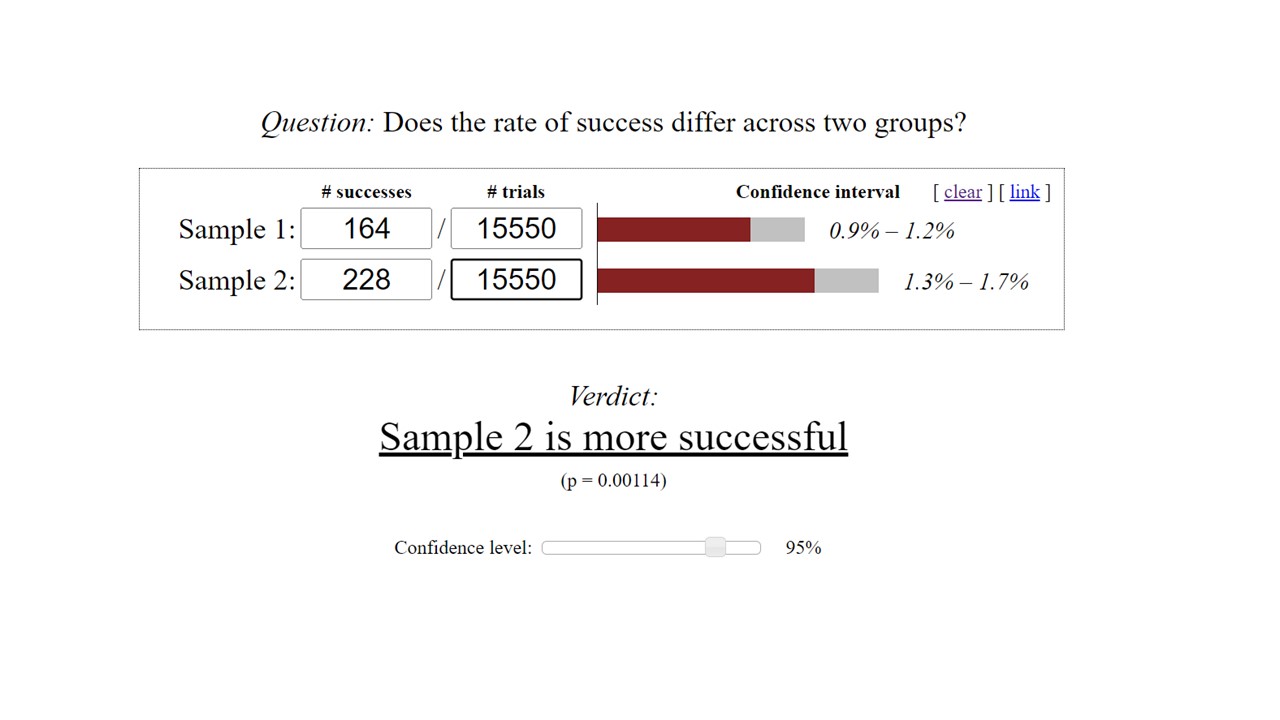 Question: Does the rate of success differ across two groups?
# successes # trials Confidence interval [ clear ] [ link ]
Sample 1: 164 / 15550 0.9% – 1.2%
Sample 2: 228 / 15550 1.3% – 1.7%
Verdict:
Sample 2 is more successful
(p = 0.00114)
Confidence level: 95%